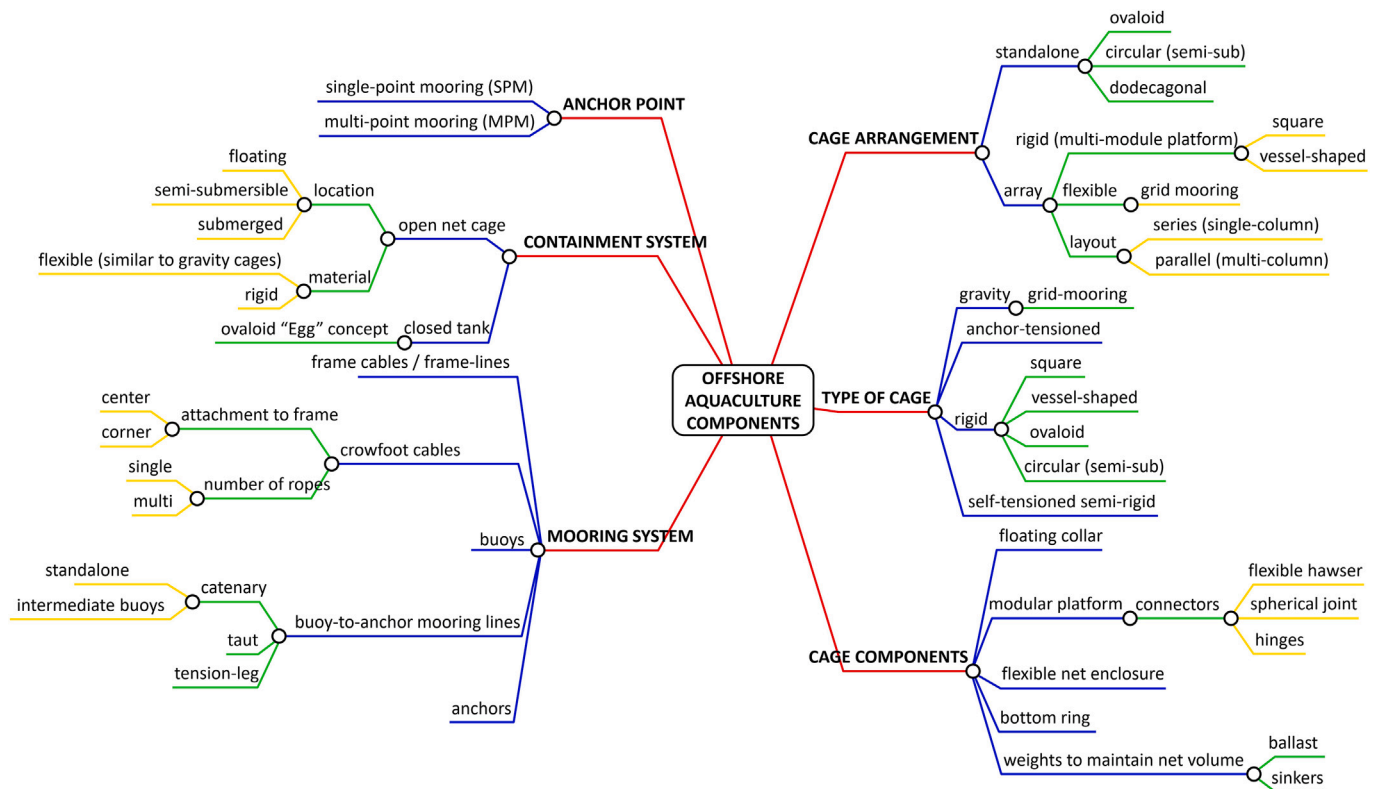 OFFSHORE
AQUACULTURE
COMPONENTS
ANCHOR POINT
single-point mooring (SPM)
multi-point mooring (MPM)
CONTAINMENT SYSTEM
open net cage
location
floating
semi-submersible
submerged
material
flexible (similar to gravity cages)
rigid
closed tank
ovaloid “Egg” concept
MOORING SYSTEM
frame cables / frame-lines
crowfoot cables
attachment to frame
center
corner
number of ropes
single
multi
buoys
buoy-to-anchor mooring lines
catenary
standalone
intermediate buoys
taut
tension-leg
anchors
CAGE ARRANGEMENT
standalone
ovaloid
circular (semi-sub)
dodecagonal
array
rigid (multi-module platform)
square
vessel-shaped
flexible
grid mooring
layout
series (single-column)
parallel (multi-column)
TYPE OF CAGE
gravity
grid-mooring
anchor-tensioned
rigid
square
vessel-shaped
ovaloid
circular (semi-sub)
self-tensioned semi-rigid
CAGE COMPONENTS
floating collar
modular platform
connectors
flexible hawser
spherical joint
hinges
flexible net enclosure
bottom ring
weights to maintain net volume
ballast
sinkers